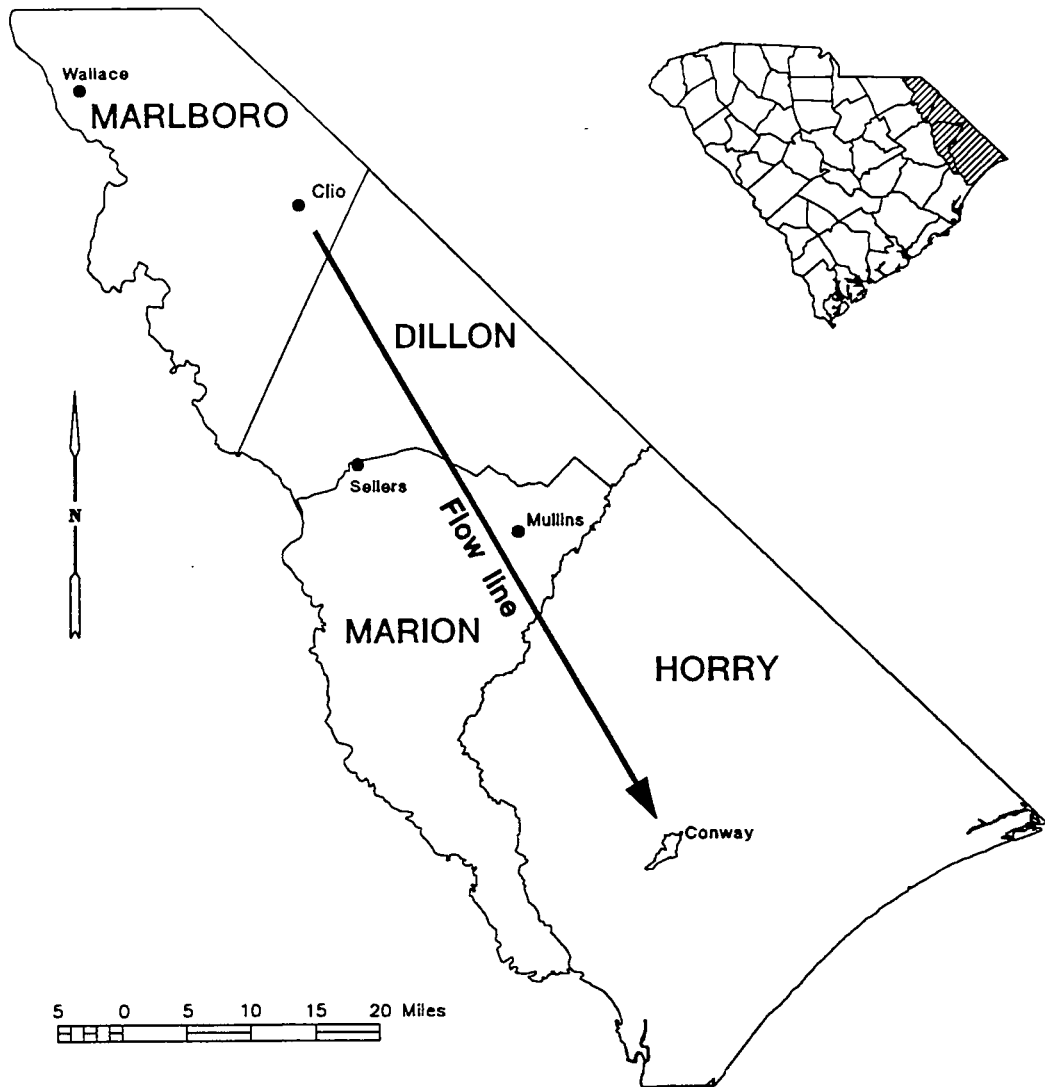 Wallace
MARLBORO
Clio
DILLON
N
Sellers
Mullins
Flow line
MARION
HORRY
Conway
5 0 5 10 15 20 Miles